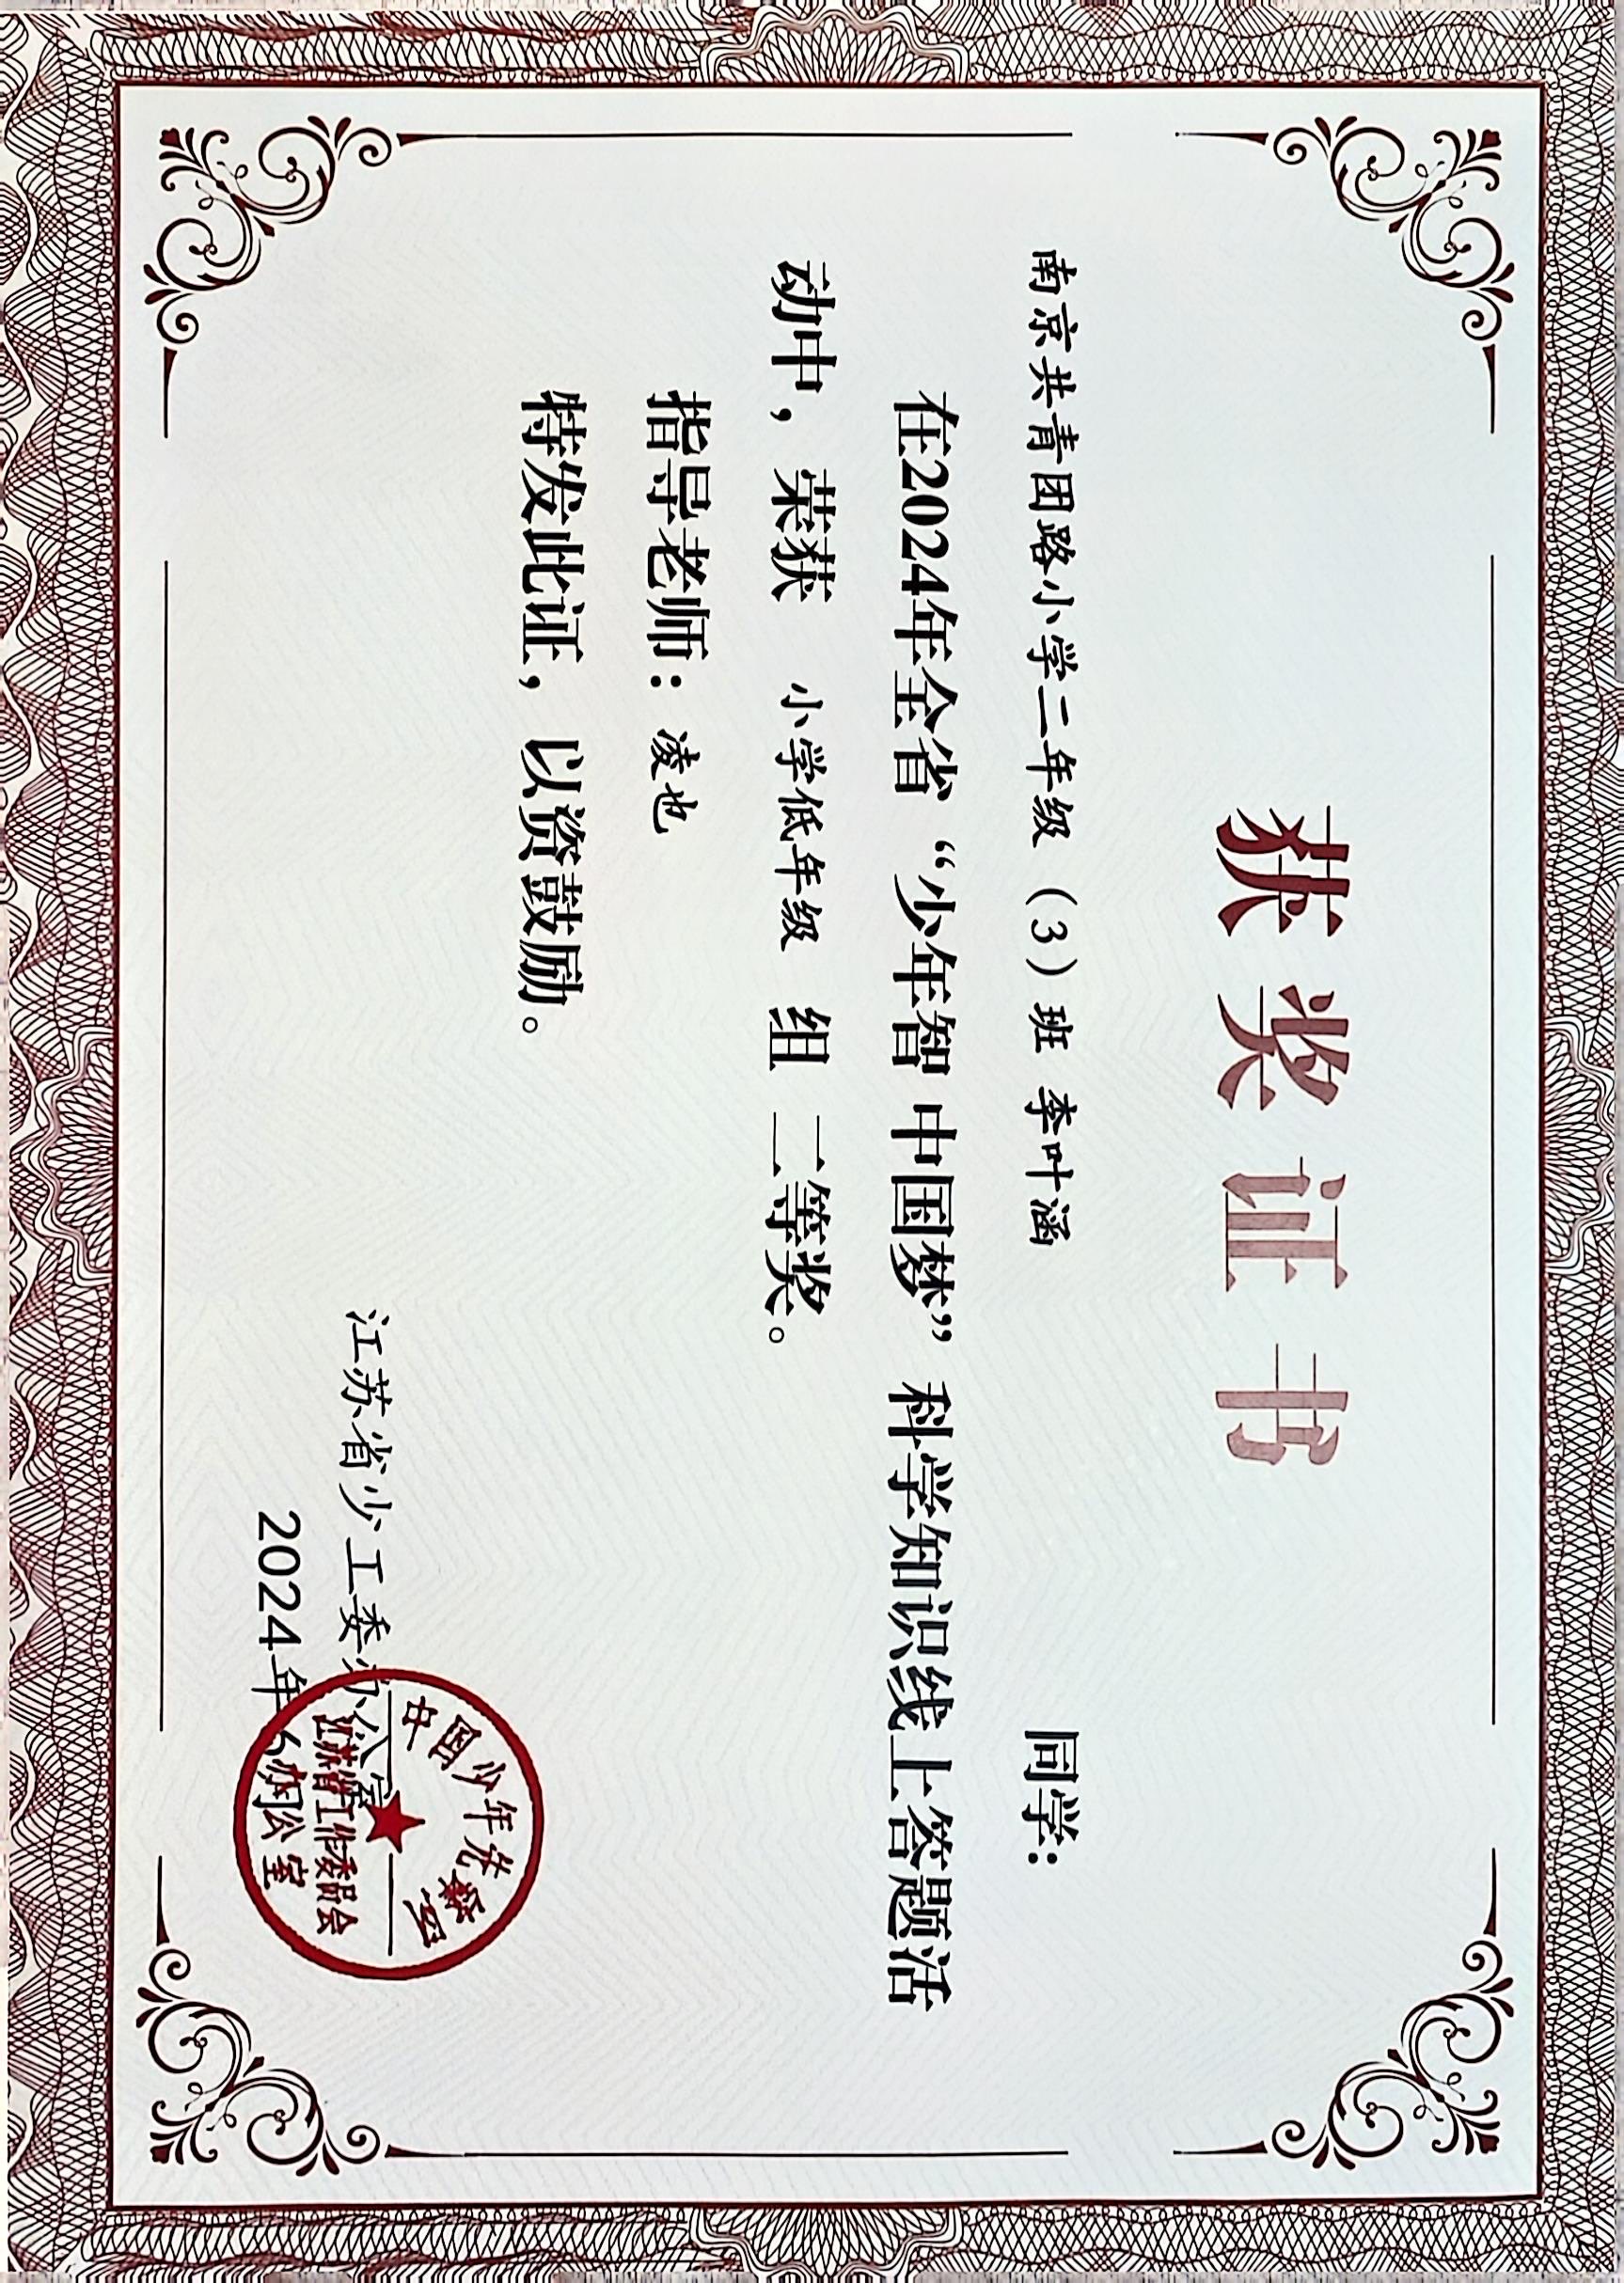 获奖证书
南京共青团路小学二年级（3）班 李叶涵 同学：
在2024年全省“少年智 中国梦”科学知识线上答题活
动中，荣获 小学低年级 组 二等奖。
指导老师：凌也
特发此证，以资鼓励。
江苏省少工委办公室
2024年6
中国少年先锋队
江苏省工作委员会
办公室